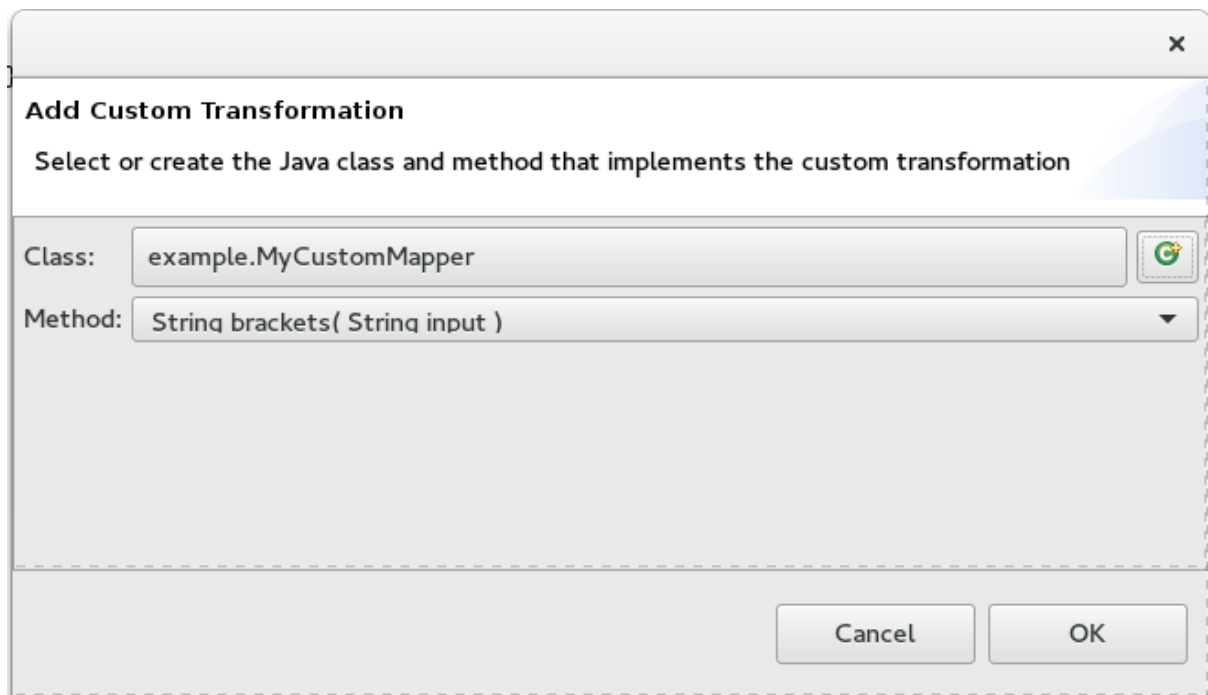 Add Custom Transformation
Select or create the Java class and method that implements the custom transformation
Class: example.MyCustomMapper
Method: String brackets( String input )
Cancel OK